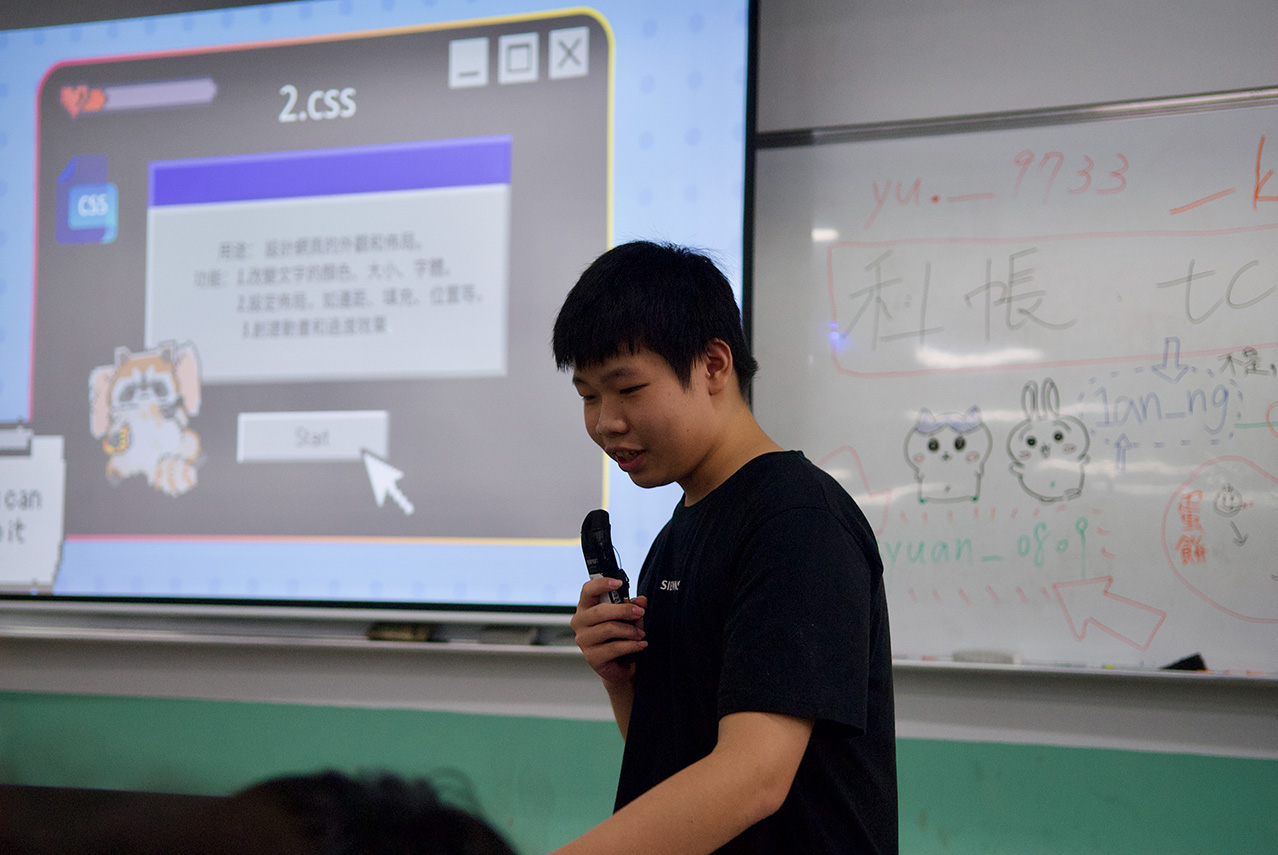 2.css
css
用途：設計網頁的外觀和佈局。
功能：1.改變文字的顏色、大小、字體。
2.設定佈局，如邊距、填充、位置等。
3.創建動畫和過渡效果
Start
can
it
yu._ 9733
_k
私帳 tc
ian_ng
yuan_0809
蛋餅